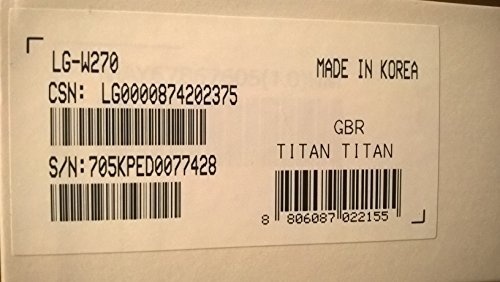 LG-W270
MADE IN KOREA
CSN: LG0000874202375
GBR
TITAN TITAN
S/N:705KPED0077428
8 806087 022155